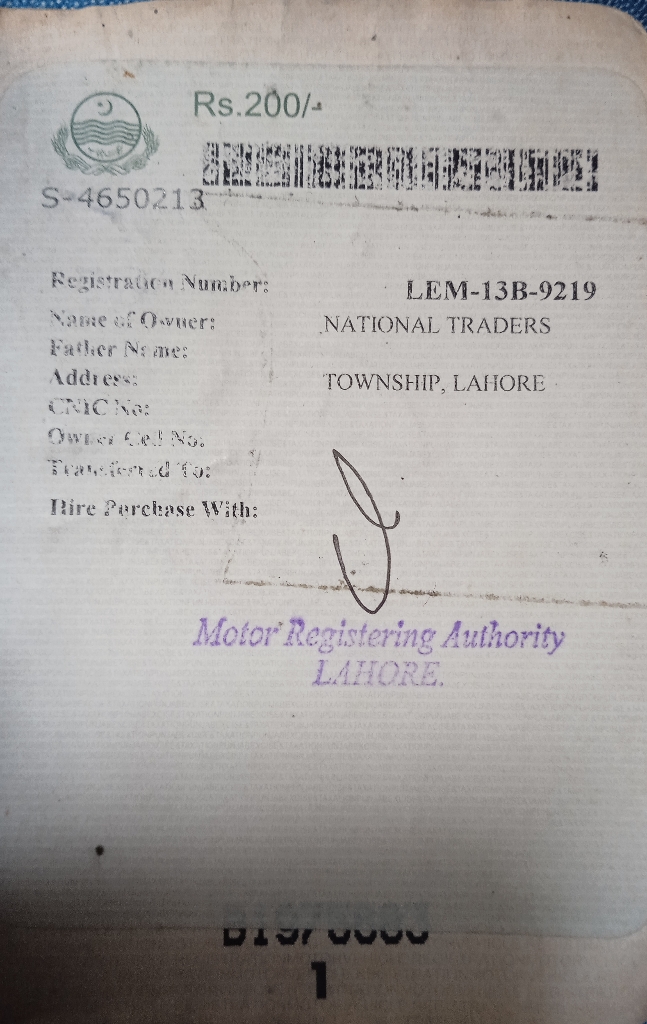 Rs.200/-
S-4650213
Registration Number: LEM-13B-9219
Name of Owner: NATIONAL TRADERS
Father Name:
Address: TOWNSHIP, LAHORE
CNIC No:
Owner Cell No:
Transferred To:
Hire Purchase With:
Motor Registering Authority
LAHORE.
1